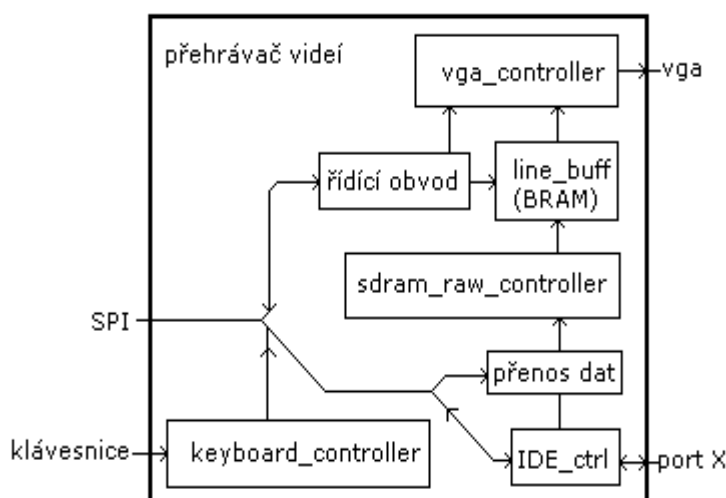 přehrávač videí
vga_controller
vga
řídící obvod
line_buff
(BRAM)
sdram_raw_controller
SPI
přenos dat
klávesnice
keyboard_controller
IDE_ctrl
port X